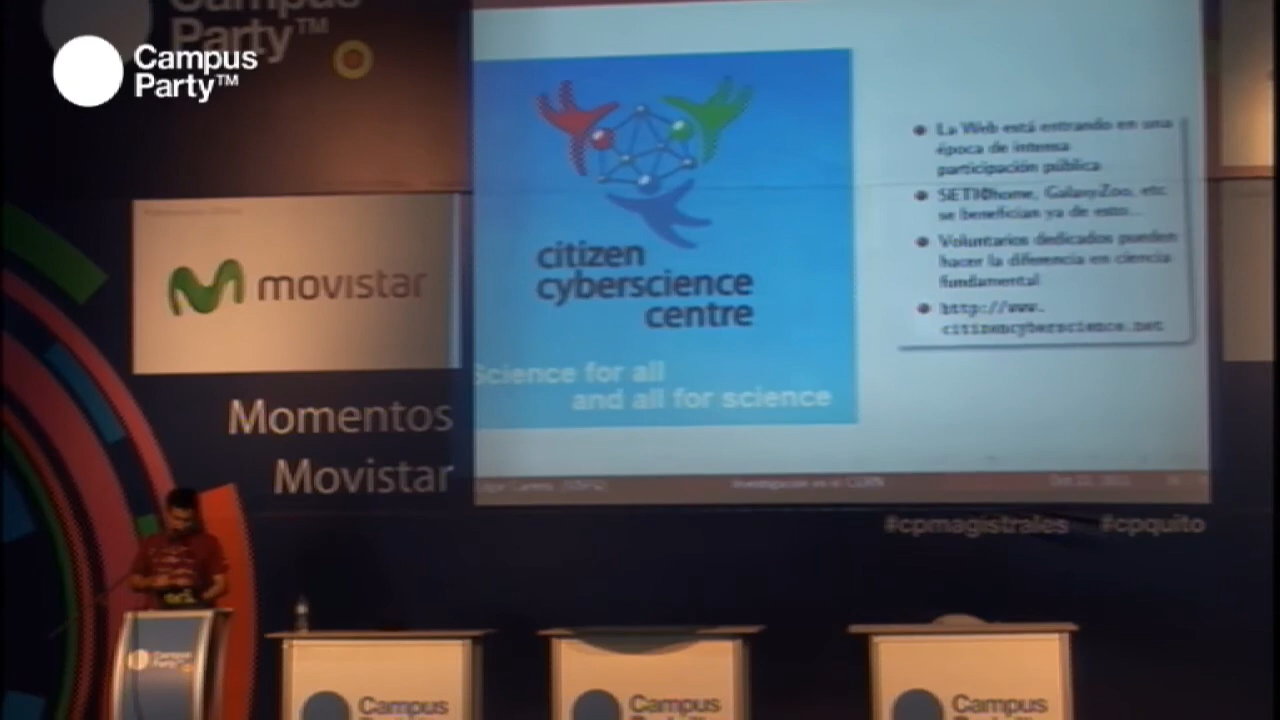 Campus
Party™
Campus
Party™
movistar
Momentos
Movistar
citizen
cyberscience
centre
Science for all
and all for science
La Web está entrando en una
época de intensa
participación pública
SETI@home, GalaxyZoo, etc
se benefician ya de esto...
Voluntarios dedicados pueden
hacer la diferencia en ciencia
fundamental
http://www.
citizencyberscience.net
Investigación en el CERN
#cpmagistrales #cpquito
Campus
Party
Campus
Campus
Campus